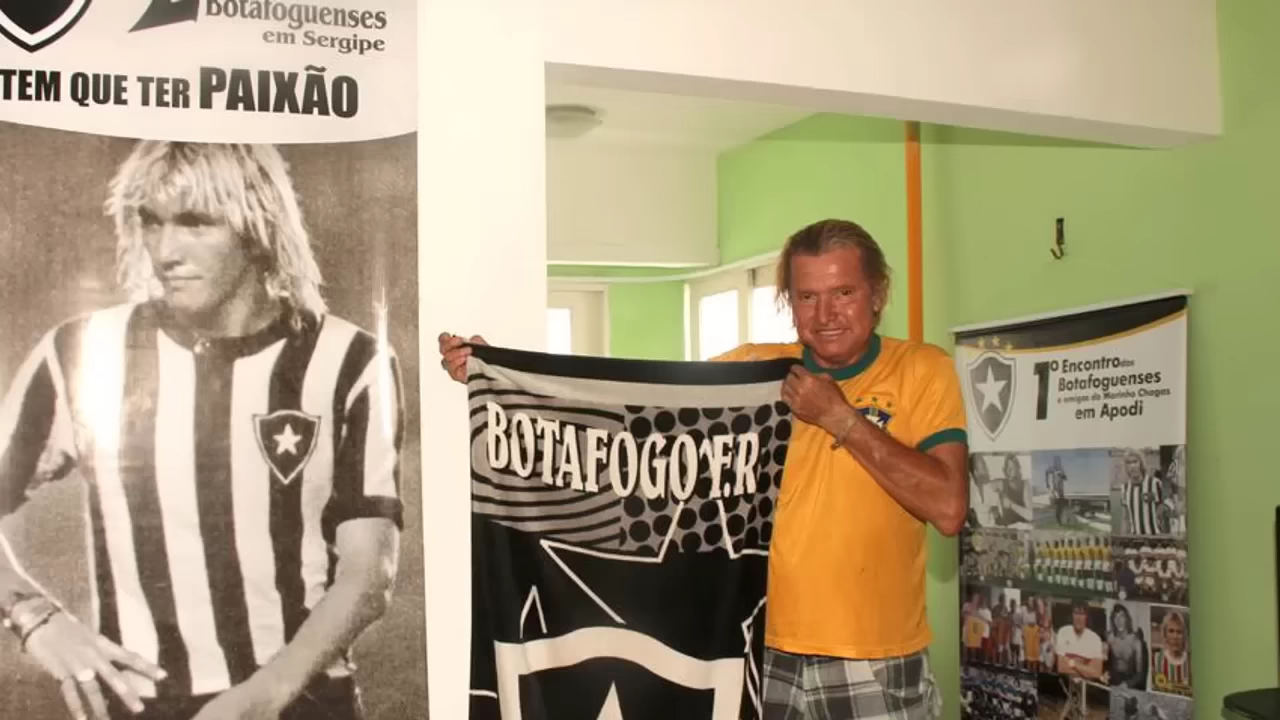 Botafoguenses
em Sergipe
TEM QUE TER PAIXÃO
BOTAFOGO F.R
1º Encontro dos
Botafoguenses
e amigos do Marinho Chagas
em Apodi